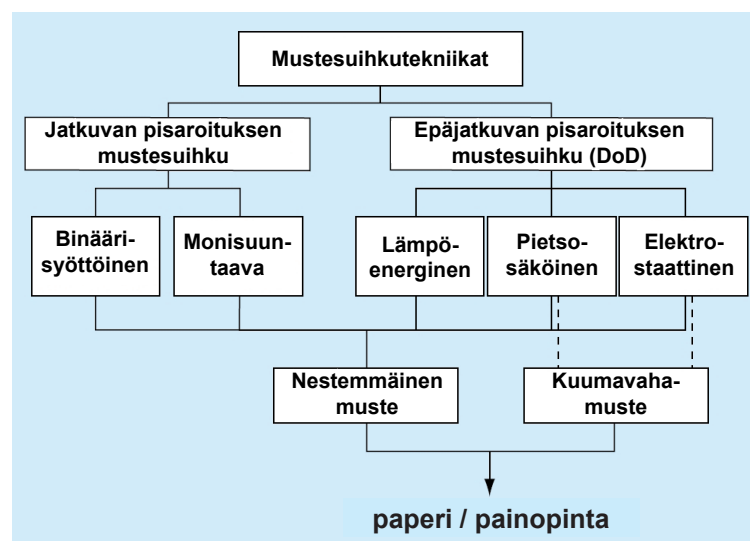 Mustesuihkutekniikat
Jatkuvan pisaroituksen
mustesuihku
Epäjatkuvan pisaroituksen
mustesuihku (DoD)
Binääri-
syöttöinen
Monisuun-
taava
Lämpö-
energinen
Pietso-
säköinen
Elektro-
staattinen
Nestemmäinen
muste
Kuumavaha-
muste
paperi / painopinta